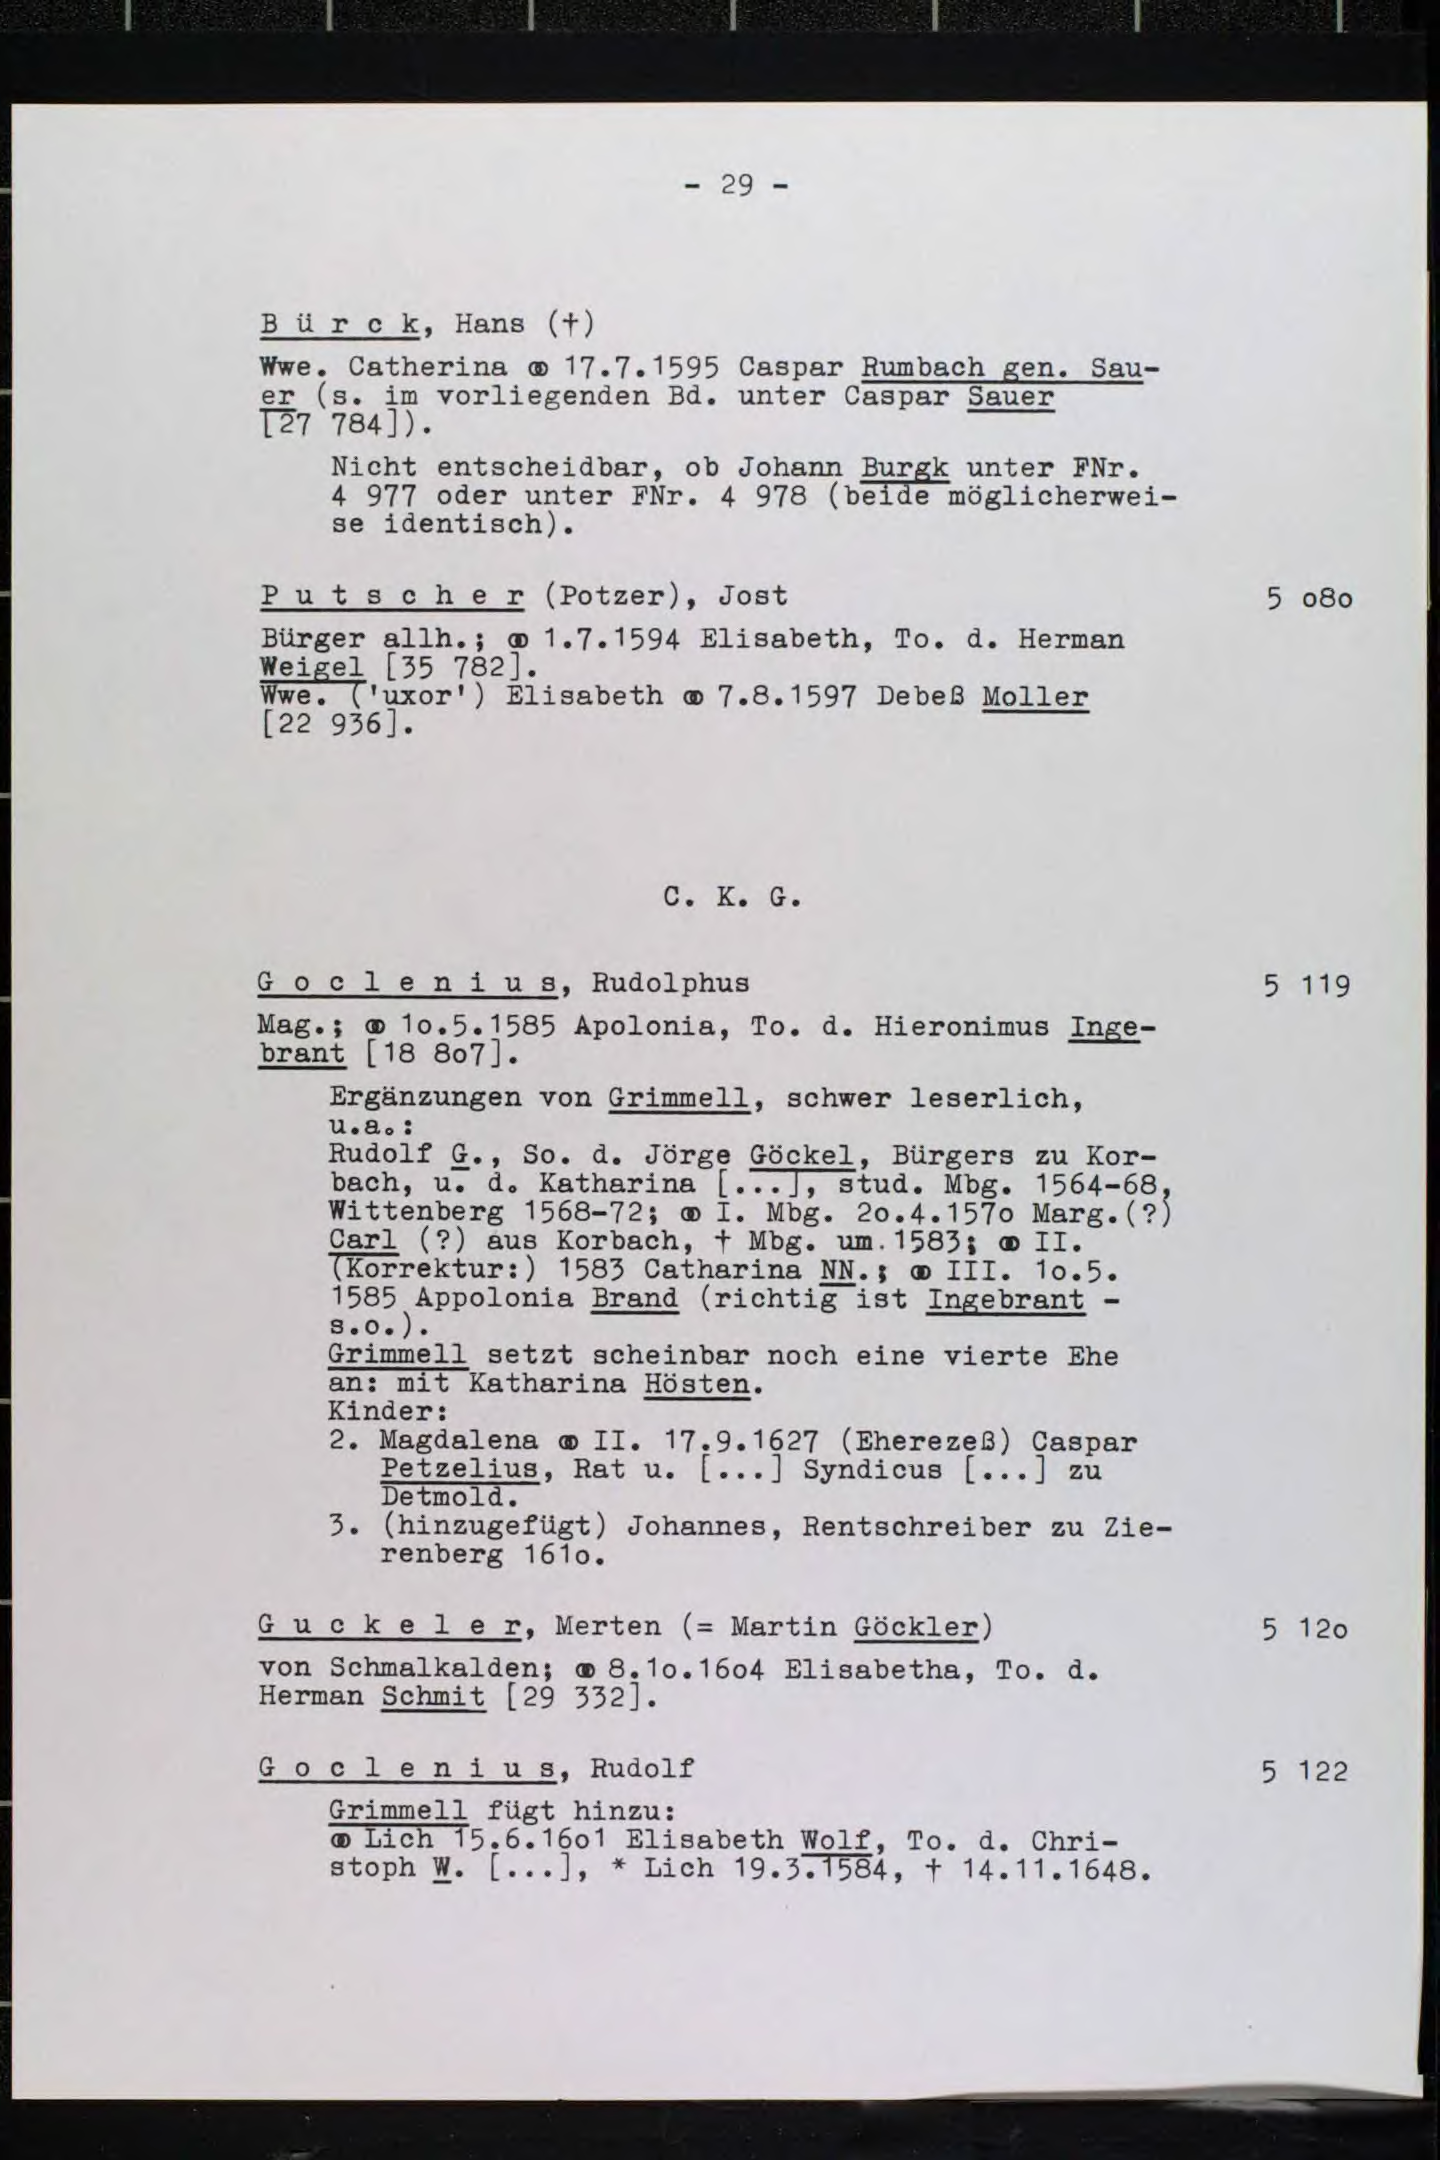 - 29 -
B ü r c k, Hans (†)
Wwe. Catherina ⚭ 17.7.1595 Caspar Rumbach gen. Sau-
er (s. im vorliegenden Bd. unter Caspar Sauer
[27 784]).
Nicht entscheidbar, ob Johann Burgk unter FNr.
4 977 oder unter FNr. 4 978 (beide möglicherwei-
se identisch).
P u t s c h e r (Potzer), Jost 5 o8o
Bürger allh.; ⚭ 1.7.1594 Elisabeth, To. d. Herman
Weigel [35 782].
Wwe. ('uxor') Elisabeth ⚭ 7.8.1597 Debeß Moller
[22 936].
C. K. G.
G o c l e n i u s, Rudolphus 5 119
Mag.; ⚭ 1o.5.1585 Apolonia, To. d. Hieronimus Inge-
brant [18 8o7].
Ergänzungen von Grimmell, schwer leserlich,
u.a.:
Rudolf G., So. d. Jörge Göckel, Bürgers zu Kor-
bach, u. d. Katharina [...], stud. Mbg. 1564-68,
Wittenberg 1568-72; ⚭ I. Mbg. 2o.4.157o Marg.(?)
Carl (?) aus Korbach, † Mbg. um.1583; ⚭ II.
(Korrektur:) 1583 Catharina NN.; ⚭ III. 1o.5.
1585 Appolonia Brand (richtig ist Ingebrant -
s.o.).
Grimmell setzt scheinbar noch eine vierte Ehe
an: mit Katharina Hösten.
Kinder:
2. Magdalena ⚭ II. 17.9.1627 (Eherezeß) Caspar
Petzelius, Rat u. [...] Syndicus [...] zu
Detmold.
3. (hinzugefügt) Johannes, Rentschreiber zu Zie-
renberg 161o.
G u c k e l e r, Merten (= Martin Göckler) 5 12o
von Schmalkalden; ⚭ 8.1o.16o4 Elisabetha, To. d.
Herman Schmit [29 332].
G o c l e n i u s, Rudolf 5 122
Grimmell fügt hinzu:
⚭ Lich 15.6.16o1 Elisabeth Wolf, To. d. Chri-
stoph W. [...], * Lich 19.3.1584, † 14.11.1648.